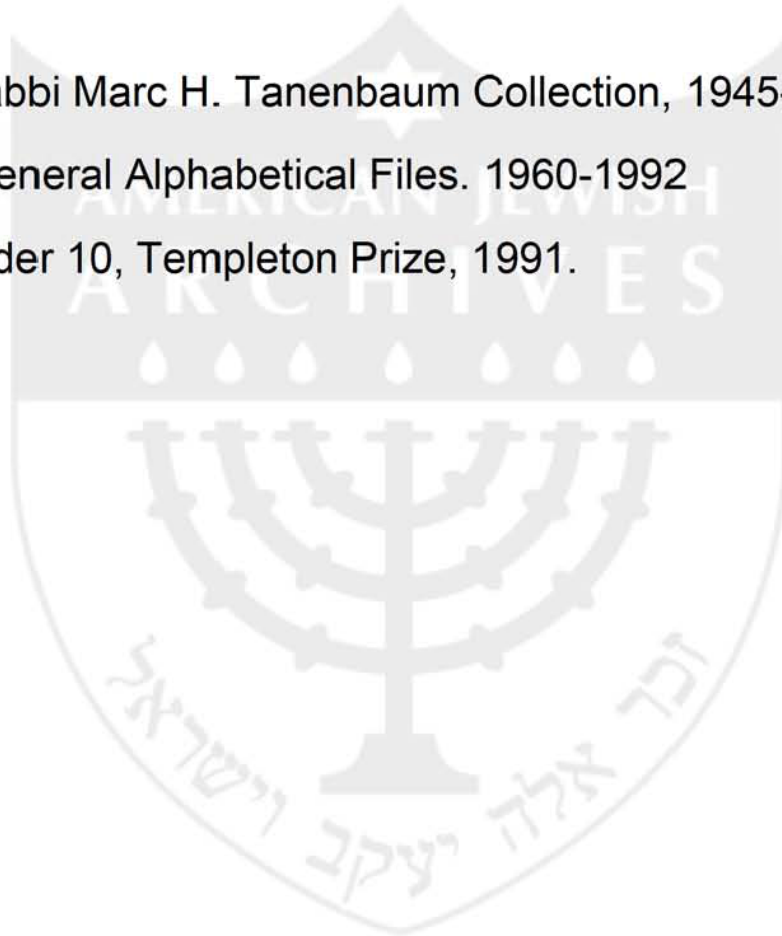 abbi Marc H. Tanenbaum Collection, 1945-
eneral Alphabetical Files. 1960-1992
der 10, Templeton Prize, 1991.
AMERICAN JEWISH
ARCHIVES
זכר אלה יעקב וישראל